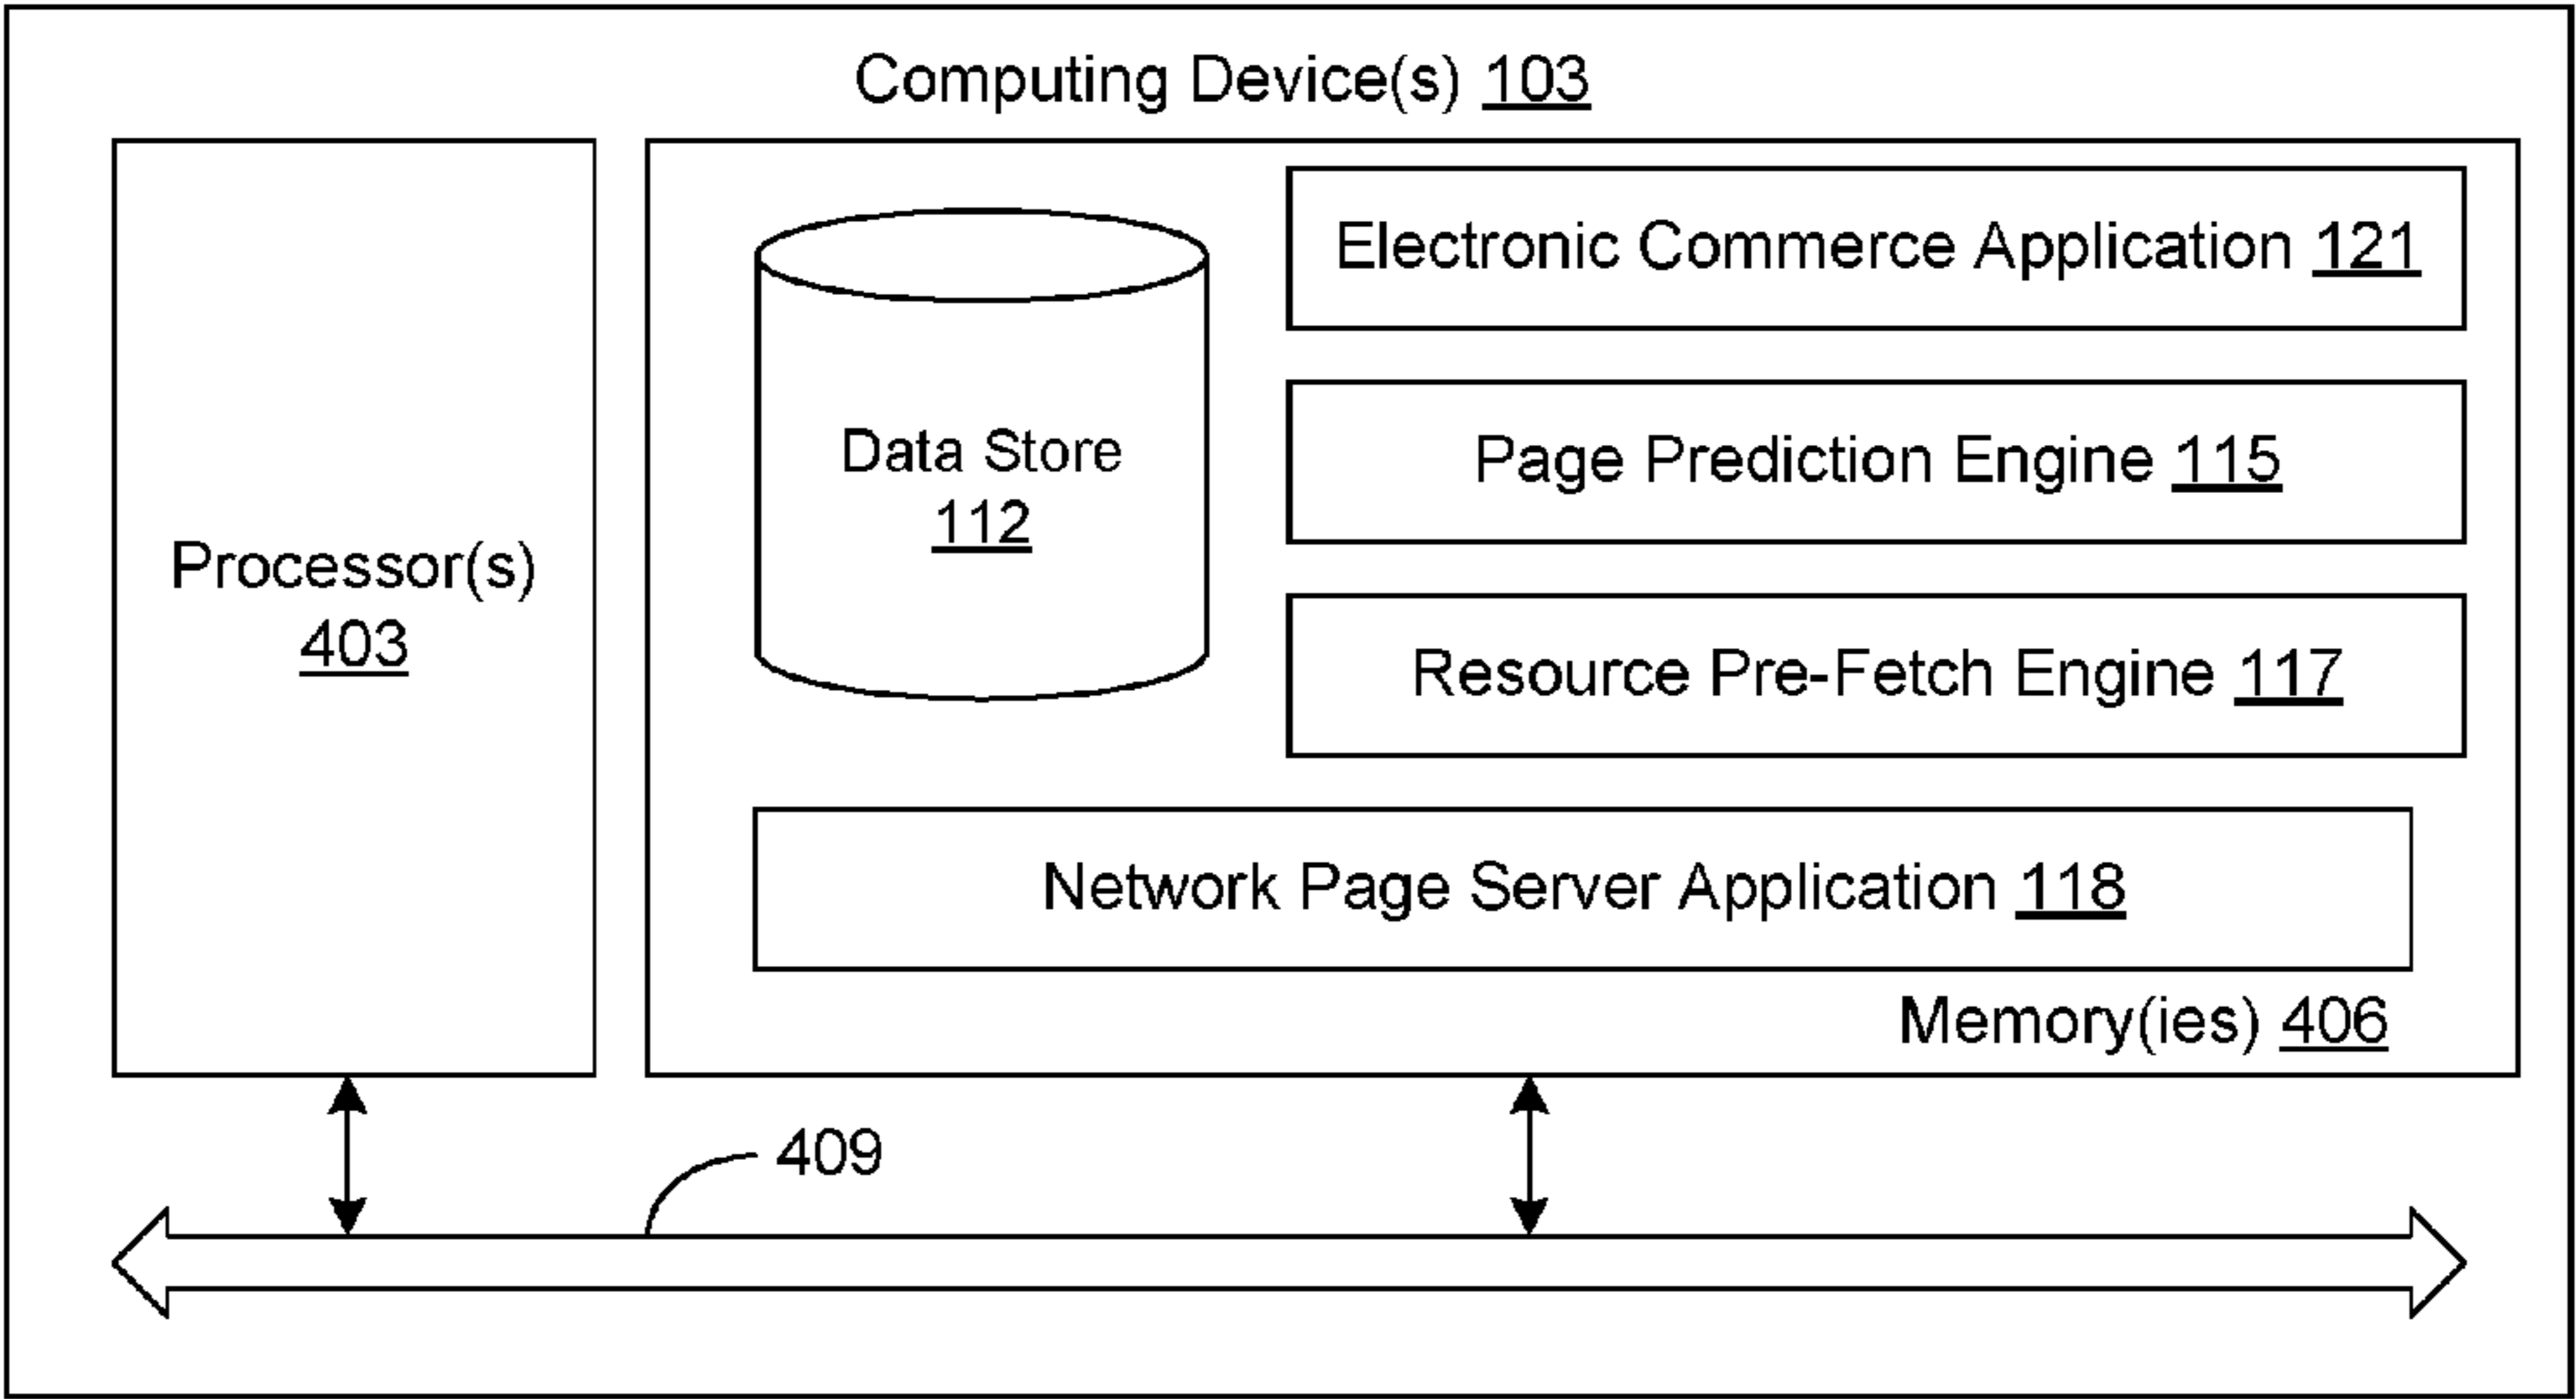 Computing Device(s) 103
Processor(s)
403
Data Store
112
Electronic Commerce Application 121
Page Prediction Engine 115
Resource Pre-Fetch Engine 117
Network Page Server Application 118
Memory(ies) 406
409